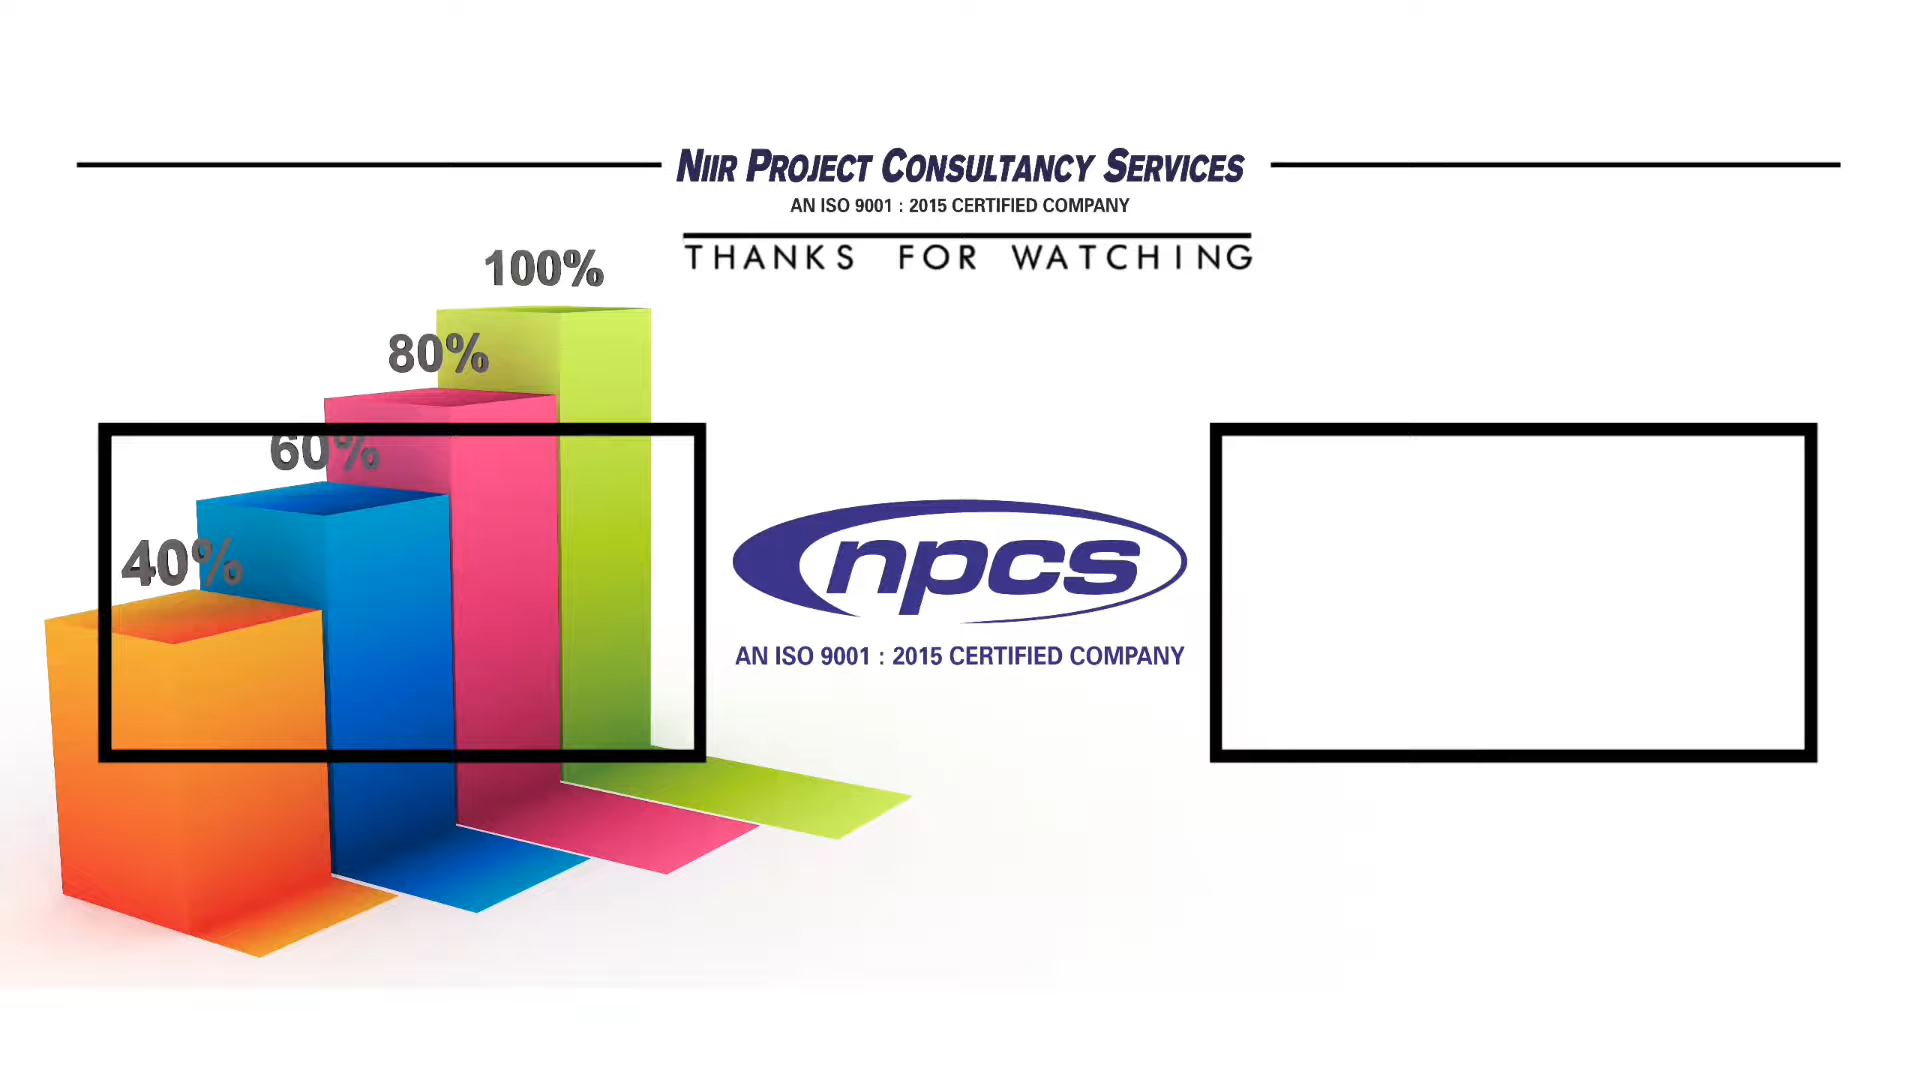 NIIR PROJECT CONSULTANCY SERVICES
AN ISO 9001 : 2015 CERTIFIED COMPANY
THANKS FOR WATCHING
100%
80%
60%
40%
npcs
AN ISO 9001 : 2015 CERTIFIED COMPANY